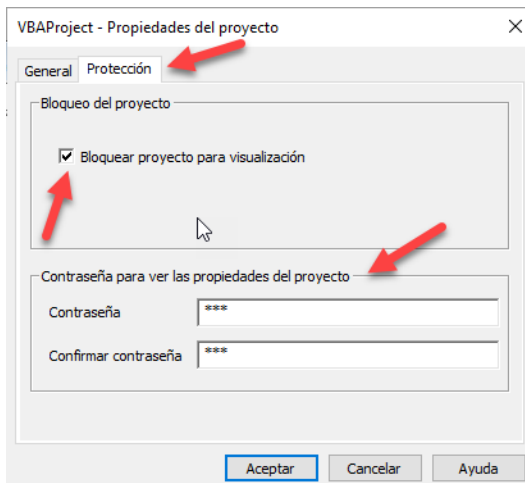 VBAProject - Propiedades del proyecto
General Protección
Bloqueo del proyecto
Bloquear proyecto para visualización
Contraseña para ver las propiedades del proyecto
Contraseña ***
Confirmar contraseña ***
Aceptar Cancelar Ayuda